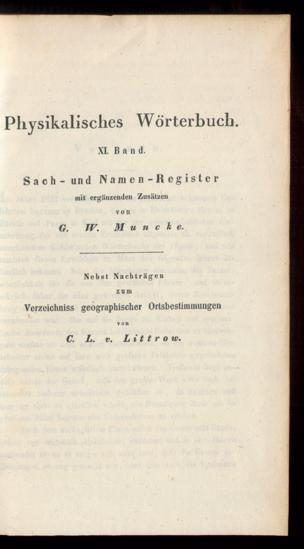 Physikalisches Wörterbuch.
XI. Band.
Sach- und Namen-Register
mit ergänzenden Zusätzen
von
G. W. Muncke.
Nebst Nachträgen
zum
Verzeichniss geographischer Ortsbestimmungen
von
C. L. v. Littrow.